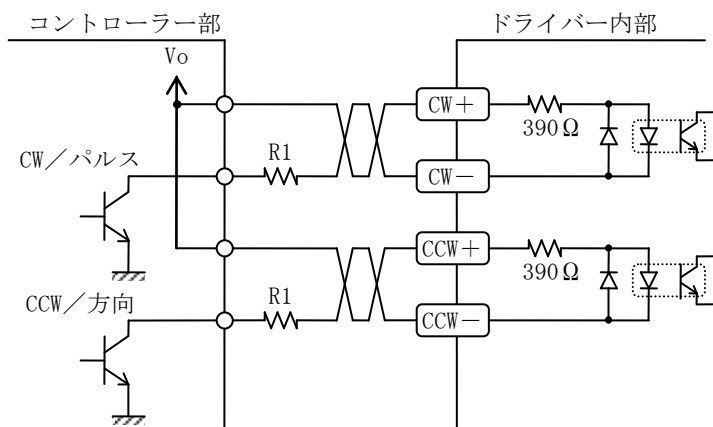 コントローラー部
ドライバー内部
Vo
CW＋
390Ω
CW／パルス
R1
CW－
CCW＋
390Ω
CCW／方向
R1
CCW－